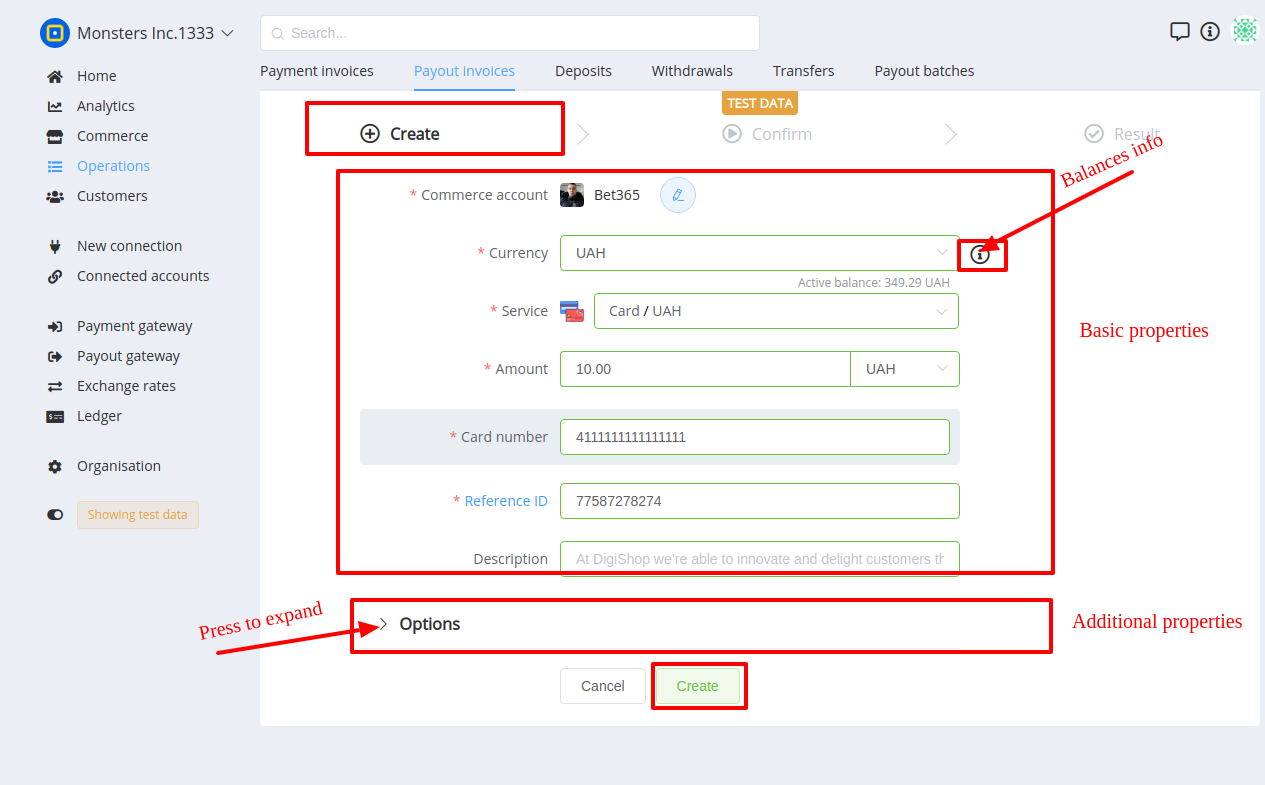 Monsters Inc.1333
Search...
Payment invoices Payout invoices Deposits Withdrawals Transfers Payout batches
Home
Analytics
Commerce
Operations
Customers
New connection
Connected accounts
Payment gateway
Payout gateway
Exchange rates
Ledger
Organisation
Showing test data
TEST DATA
Create Confirm Result
Balances info
* Commerce account Bet365
* Currency UAH
Active balance: 349.29 UAH
* Service Card / UAH
Basic properties
* Amount 10.00 UAH
* Card number 4111111111111111
* Reference ID 77587278274
Description At DigiShop we're able to innovate and delight customers th
Press to expand
Options
Additional properties
Cancel Create